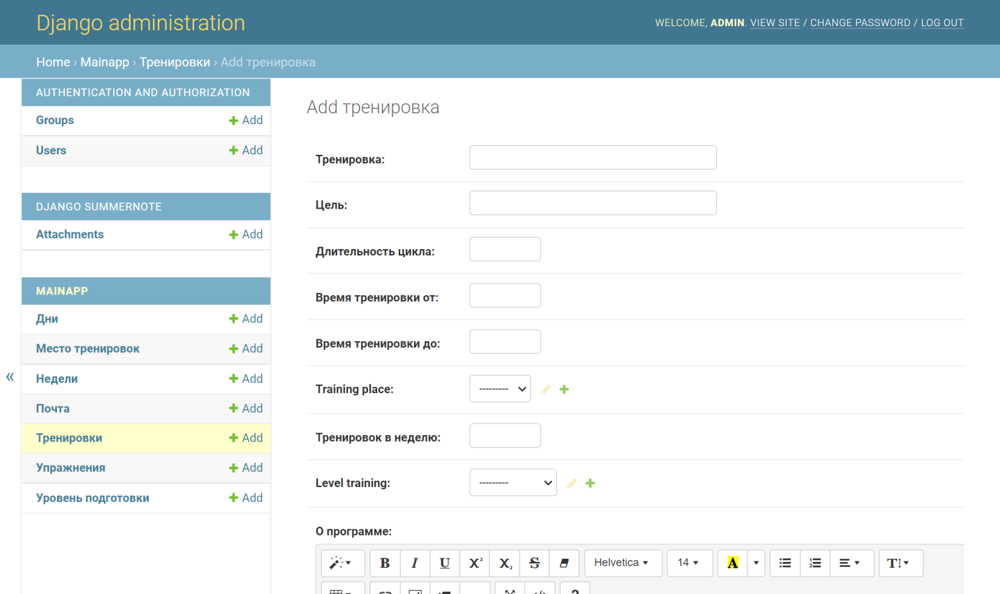 Django administration
WELCOME, ADMIN. VIEW SITE / CHANGE PASSWORD / LOG OUT
Home › Mainapp › Тренировки › Add тренировка
AUTHENTICATION AND AUTHORIZATION
Groups Add
Users Add
DJANGO SUMMERNOTE
Attachments Add
MAINAPP
Дни Add
Место тренировок Add
Недели Add
Почта Add
Тренировки Add
Упражнения Add
Уровень подготовки Add
«
Add тренировка
Тренировка:
Цель:
Длительность цикла:
Время тренировки от:
Время тренировки до:
Training place: ---------
Тренировок в неделю:
Level training: ---------
О программе:
B I U X² X₂ S Helvetica 14 A T